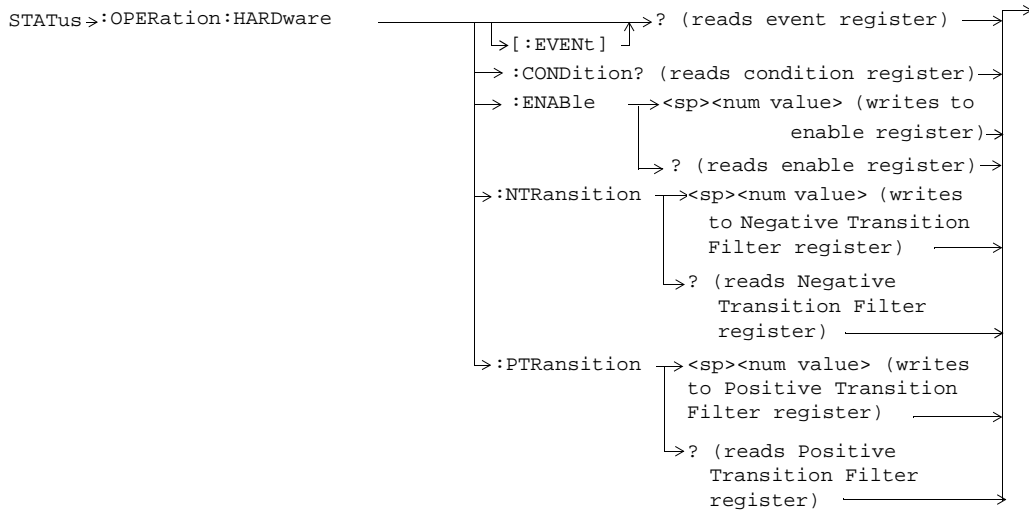 STATus :OPERation:HARDware ? (reads event register)
[:EVENt]
:CONDition? (reads condition register)
:ENABle <sp><num value> (writes to
enable register)
? (reads enable register)
:NTRansition <sp><num value> (writes
to Negative Transition
Filter register)
? (reads Negative
Transition Filter
register)
:PTRansition <sp><num value> (writes
to Positive Transition
Filter register)
? (reads Positive
Transition Filter
register)